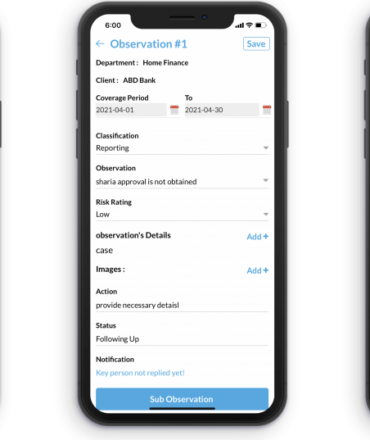 6:00
← Observation #1 Save
Department : Home Finance
Client : ABD Bank
Coverage Period To
2021-04-01 2021-04-30
Classification
Reporting
Observation
sharia approval is not obtained
Risk Rating
Low
observation's Details Add +
case
Images : Add +
Action
provide necessary detaisl
Status
Following Up
Notification
Key person not replied yet!
Sub Observation